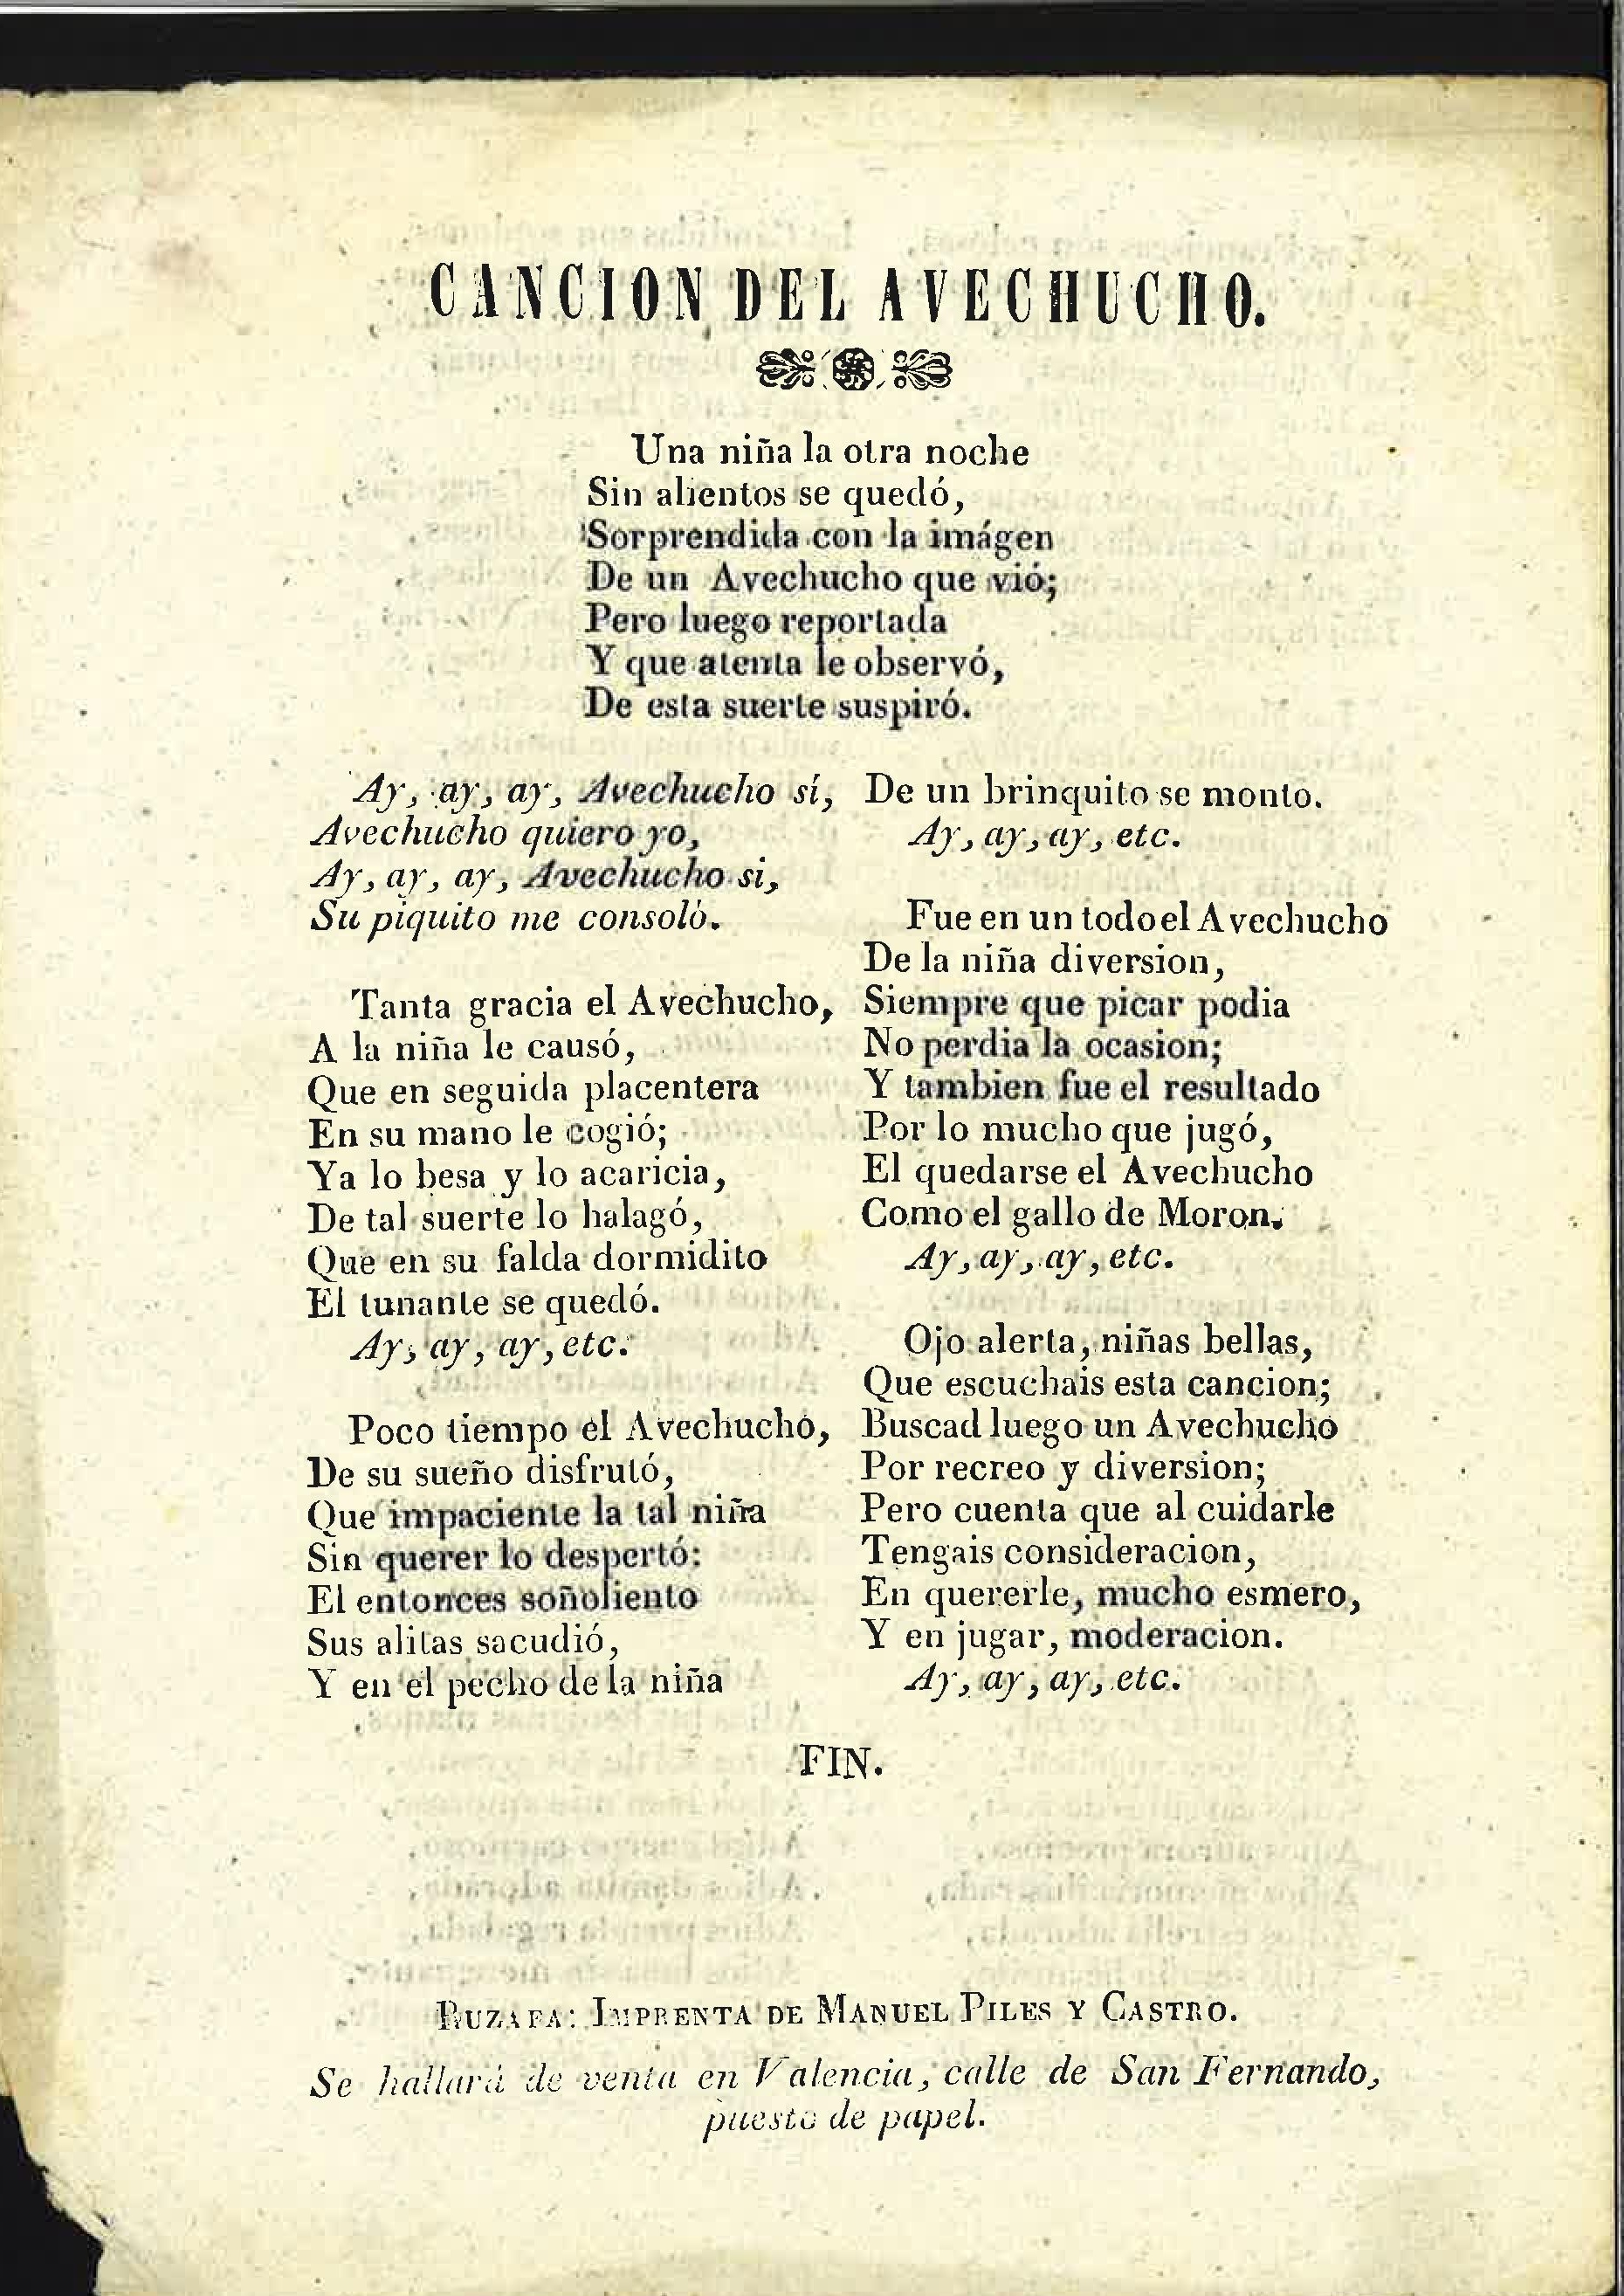 CANCION DEL AVECHUCHO.
Una niña la otra noche
Sin alientos se quedó,
Sorprendida con la imágen
De un Avechucho que vió;
Pero luego reportada
Y que atenta le observó,
De esta suerte suspiró.
Ay, ay, ay, Avechucho sí,
Avechucho quiero yo,
Ay, ay, ay, Avechucho si,
Su piquito me consoló.
Tanta gracia el Avechucho,
A la niña le causó,
Que en seguida placentera
En su mano le cogió;
Ya lo besa y lo acaricia,
De tal suerte lo halagó,
Que en su falda dormidito
El tunante se quedó.
Ay, ay, ay, etc.
Poco tiempo el Avechucho,
De su sueño disfrutó,
Que impaciente la tal niña
Sin querer lo despertó:
El entonces soñoliento
Sus alitas sacudió,
Y en el pecho de la niña
De un brinquito se monto.
Ay, ay, ay, etc.
Fue en un todo el Avechucho
De la niña diversion,
Siempre que picar podia
No perdia la ocasion;
Y tambien fue el resultado
Por lo mucho que jugó,
El quedarse el Avechucho
Como el gallo de Moron.
Ay, ay, ay, etc.
Ojo alerta, niñas bellas,
Que escuchais esta cancion;
Buscad luego un Avechucho
Por recreo y diversion;
Pero cuenta que al cuidarle
Tengais consideracion,
En quererle, mucho esmero,
Y en jugar, moderacion.
Ay, ay, ay, etc.
FIN.
RUZAFA: IMPRENTA DE MANUEL PILES Y CASTRO.
Se hallará de venta en Valencia, calle de San Fernando,
puesto de papel.